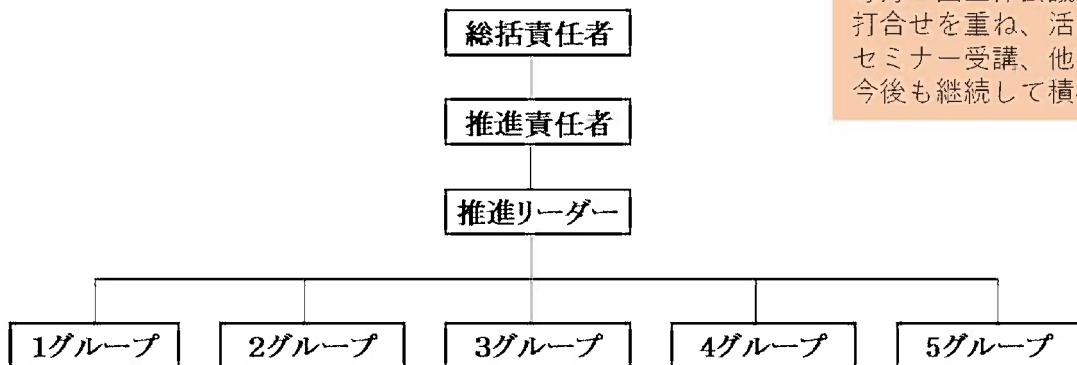 総括責任者
打合せを重ね、活
セミナー受講、他
今後も継続して積
推進責任者
推進リーダー
1グループ
2グループ
3グループ
4グループ
5グループ